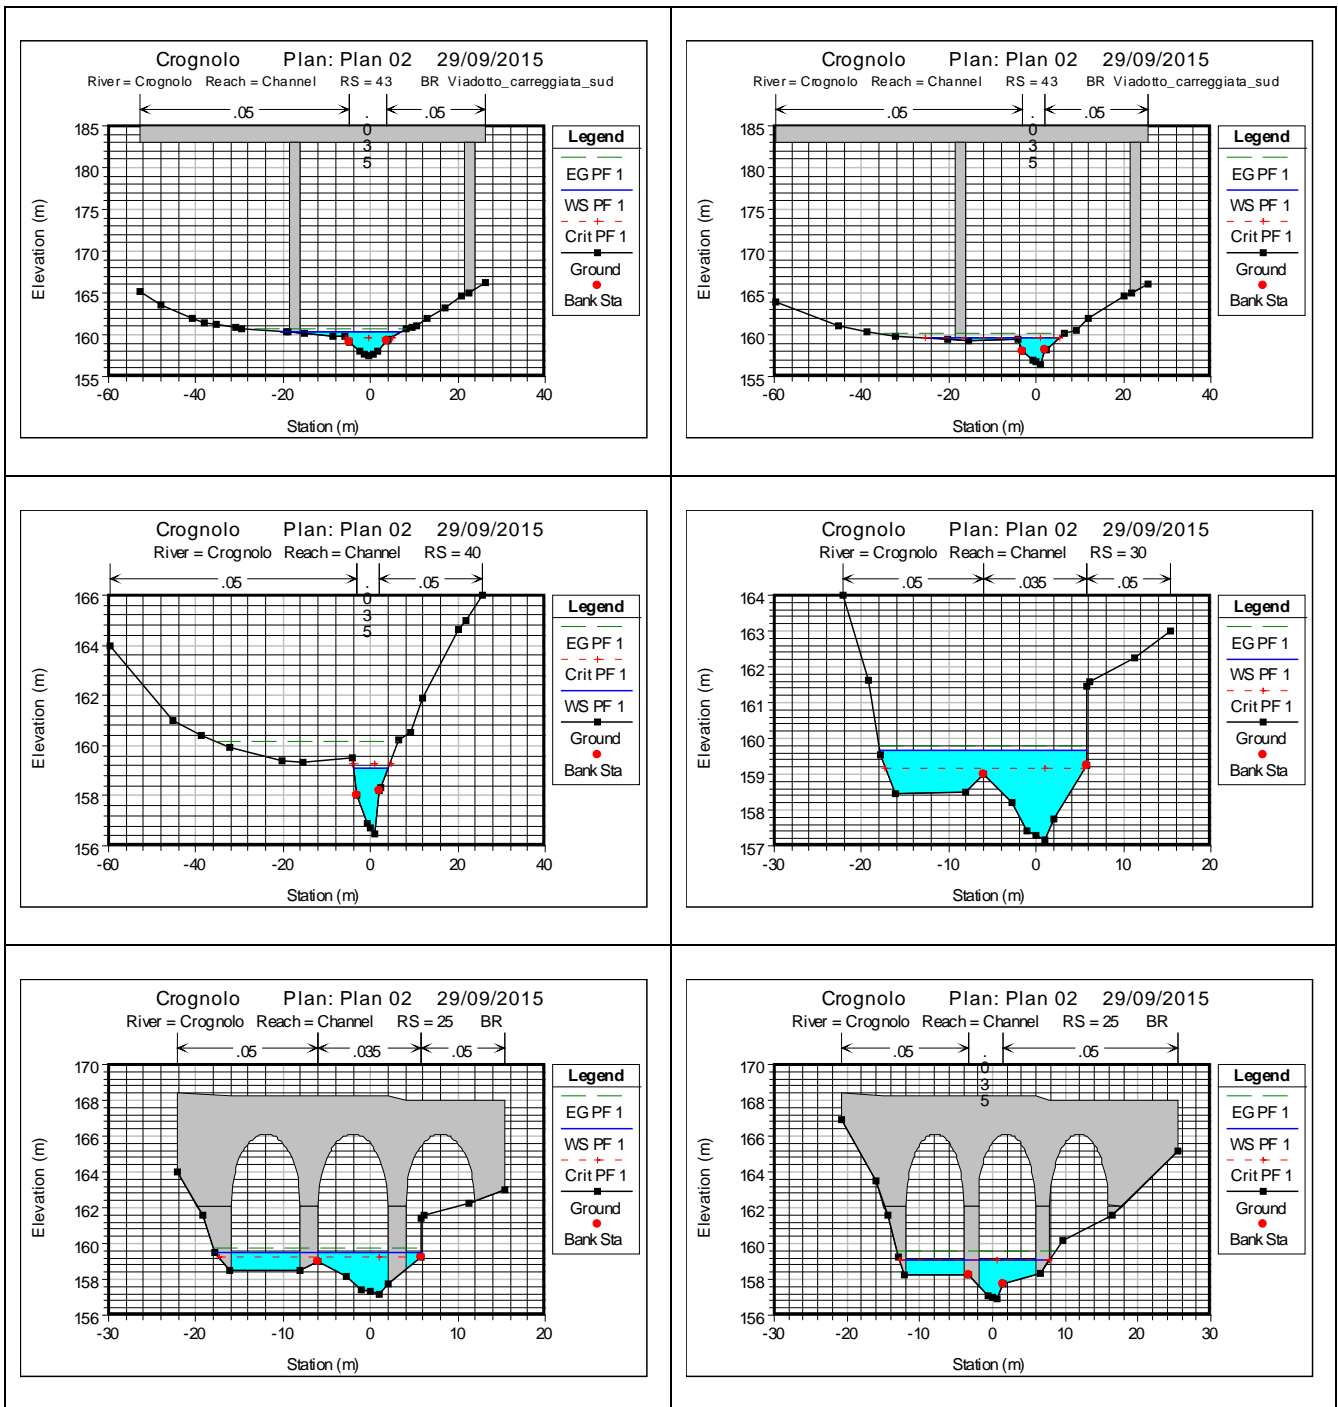 Crognolo Plan: Plan 02 29/09/2015
River = Crognolo Reach = Channel RS = 43 BR Viadotto_carreggiata_sud
.05 .035 .05
185
180
175
170
165
160
155
Elevation (m)
-60 -40 -20 0 20 40
Station (m)
Legend
EG PF 1
WS PF 1
Crit PF 1
Ground
Bank Sta
Crognolo Plan: Plan 02 29/09/2015
River = Crognolo Reach = Channel RS = 43 BR Viadotto_carreggiata_sud
.05 .035 .05
185
180
175
170
165
160
155
Elevation (m)
-60 -40 -20 0 20 40
Station (m)
Legend
EG PF 1
WS PF 1
Crit PF 1
Ground
Bank Sta
Crognolo Plan: Plan 02 29/09/2015
River = Crognolo Reach = Channel RS = 40
.05 .035 .05
166
164
162
160
158
156
Elevation (m)
-60 -40 -20 0 20 40
Station (m)
Legend
EG PF 1
Crit PF 1
WS PF 1
Ground
Bank Sta
Crognolo Plan: Plan 02 29/09/2015
River = Crognolo Reach = Channel RS = 30
.05 .035 .05
164
163
162
161
160
159
158
157
Elevation (m)
-30 -20 -10 0 10 20
Station (m)
Legend
EG PF 1
WS PF 1
Crit PF 1
Ground
Bank Sta
Crognolo Plan: Plan 02 29/09/2015
River = Crognolo Reach = Channel RS = 25 BR
.05 .035 .05
170
168
166
164
162
160
158
156
Elevation (m)
-30 -20 -10 0 10 20
Station (m)
Legend
EG PF 1
WS PF 1
Crit PF 1
Ground
Bank Sta
Crognolo Plan: Plan 02 29/09/2015
River = Crognolo Reach = Channel RS = 25 BR
.05 .035 .05
170
168
166
164
162
160
158
156
Elevation (m)
-30 -20 -10 0 10 20 30
Station (m)
Legend
EG PF 1
WS PF 1
Crit PF 1
Ground
Bank Sta